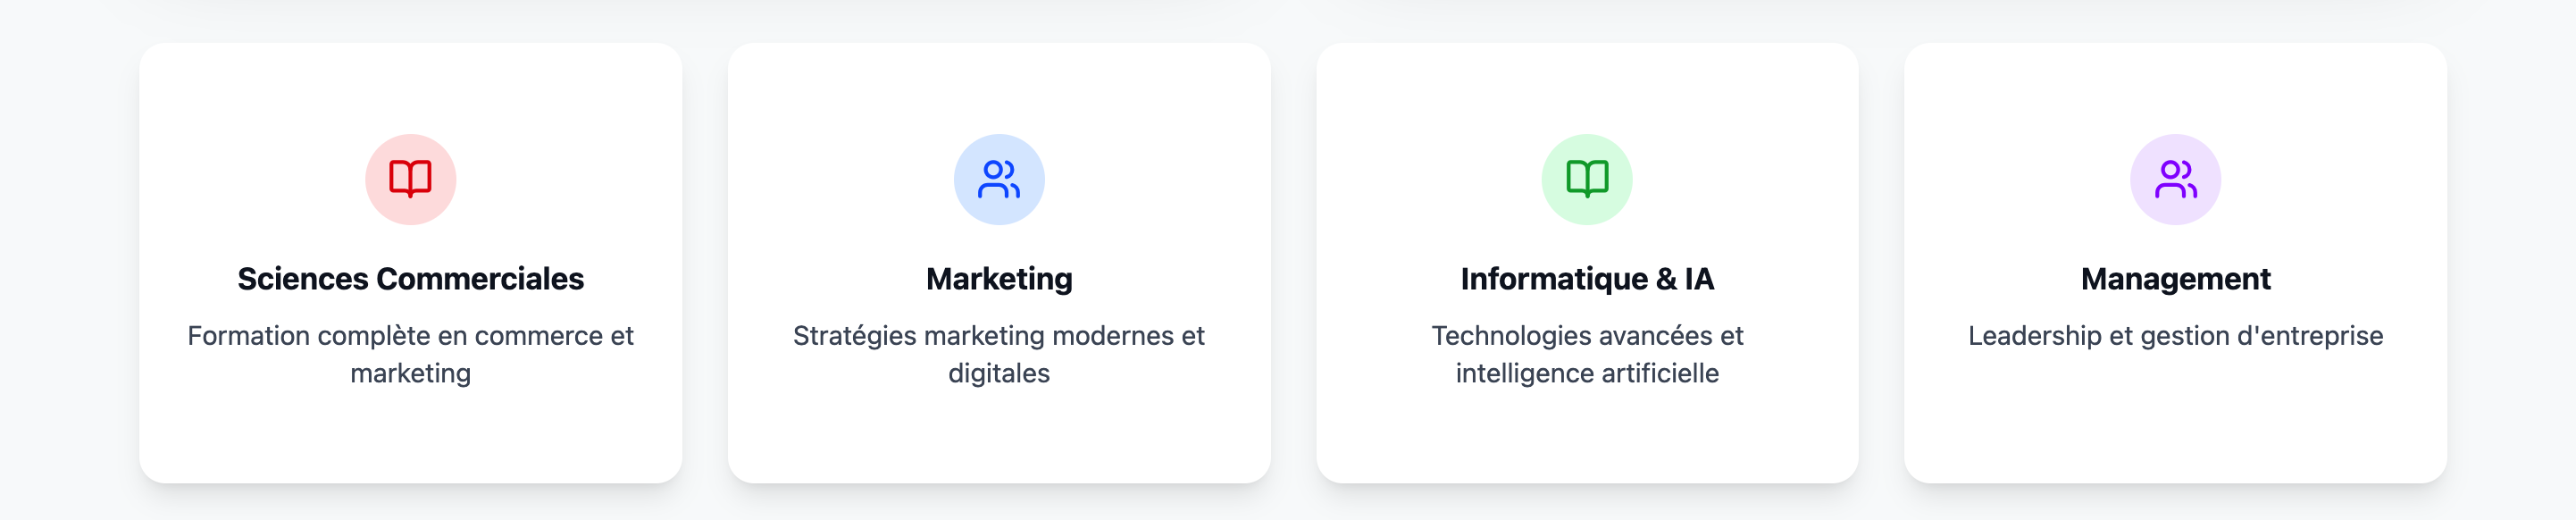 Sciences Commerciales
Formation complète en commerce et
marketing
Marketing
Stratégies marketing modernes et
digitales
Informatique & IA
Technologies avancées et
intelligence artificielle
Management
Leadership et gestion d'entreprise